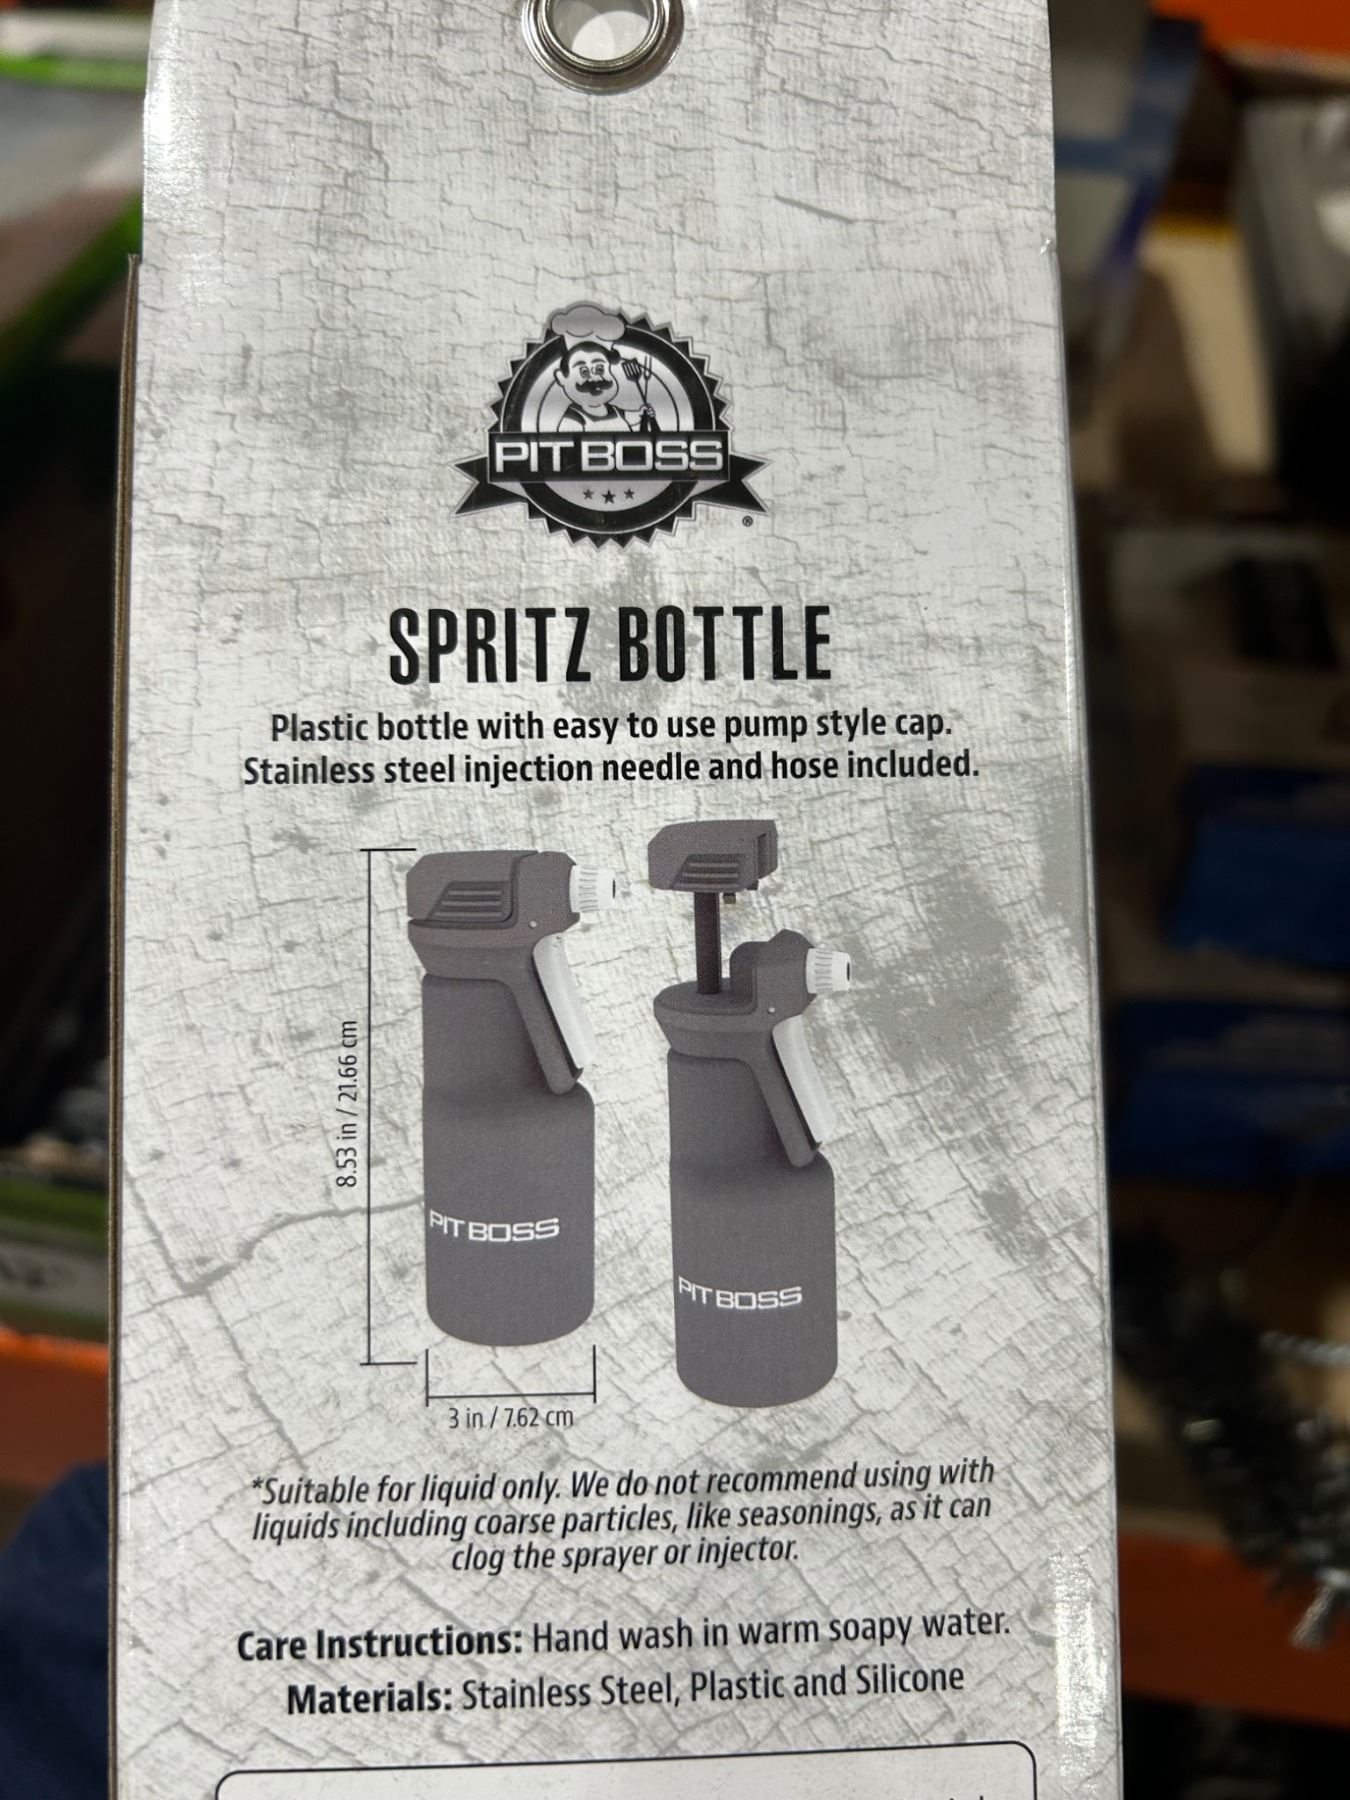 PIT BOSS
®
SPRITZ BOTTLE
Plastic bottle with easy to use pump style cap.
Stainless steel injection needle and hose included.
8.53 in / 21.66 cm
PIT BOSS
PIT BOSS
3 in / 7.62 cm
*Suitable for liquid only. We do not recommend using with
liquids including coarse particles, like seasonings, as it can
clog the sprayer or injector.
Care Instructions: Hand wash in warm soapy water.
Materials: Stainless Steel, Plastic and Silicone